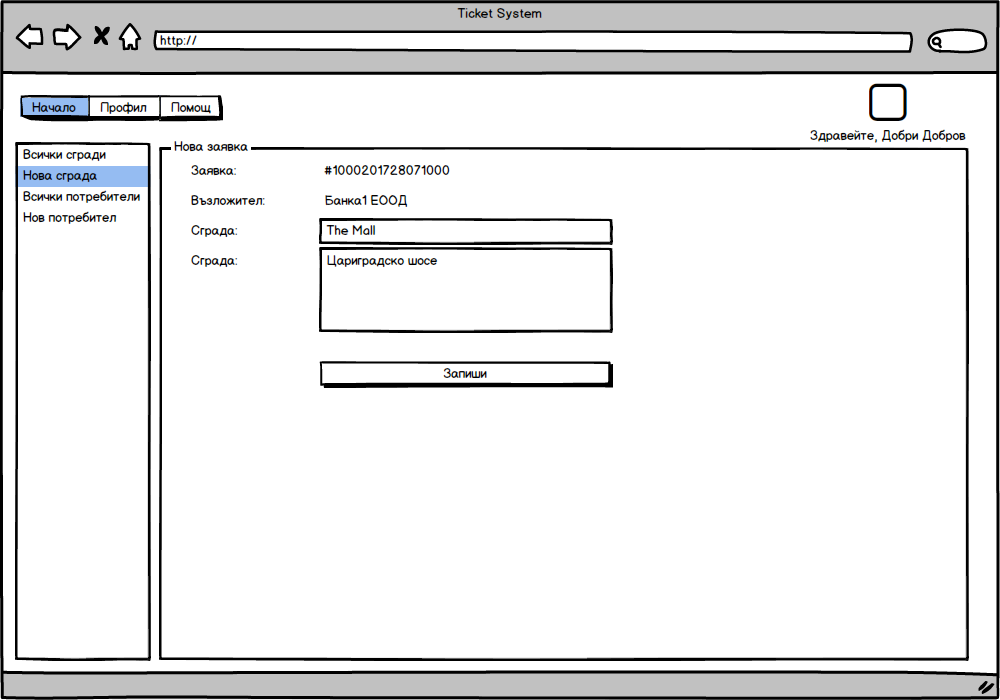 Ticket System
http://
Начало Профил Помощ
Здравейте, Добри Добров
Всички сгради
Нова сграда
Всички потребители
Нов потребител
Нова заявка
Заявка: #1000201728071000
Възложител: Банка1 ЕООД
Сграда: The Mall
Сграда: Цариградско шосе
Запиши